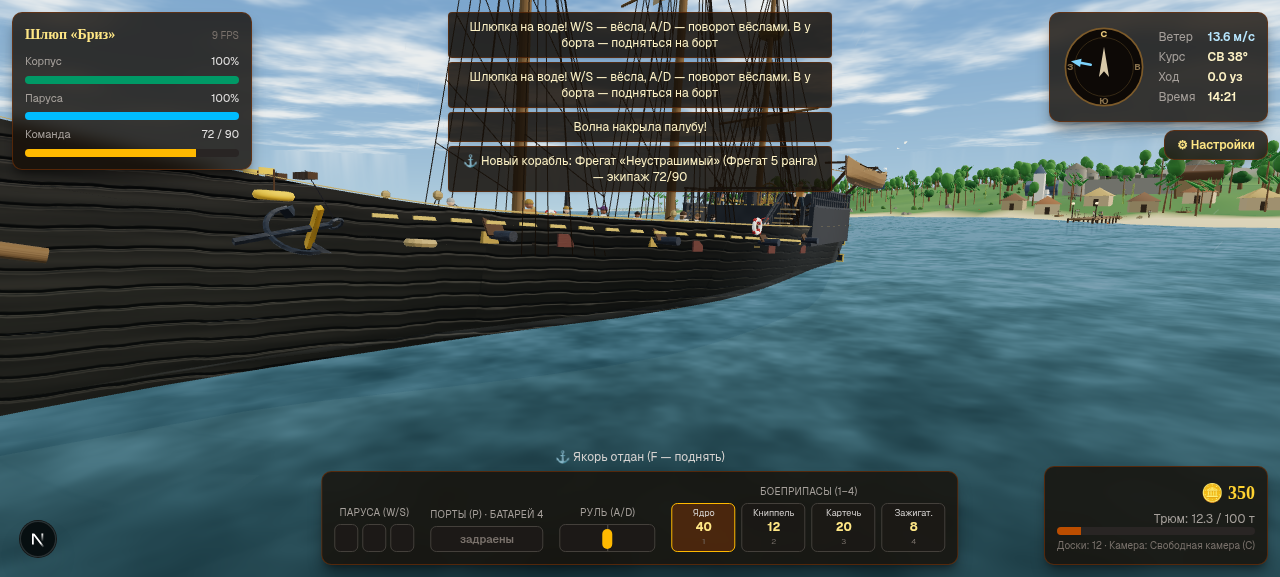 Шлюп «Бриз»
9 FPS
Корпус 100%
Паруса 100%
Команда 72 / 90
Шлюпка на воде! W/S — вёсла, A/D — поворот вёслами. В у
борта — подняться на борт
Шлюпка на воде! W/S — вёсла, A/D — поворот вёслами. В у
борта — подняться на борт
Волна накрыла палубу!
⚓ Новый корабль: Фрегат «Неустрашимый» (Фрегат 5 ранга)
— экипаж 72/90
С
З
В
Ю
Ветер 13.6 м/с
Курс СВ 38°
Ход 0.0 уз
Время 14:21
⚙ Настройки
⚓ Якорь отдан (F — поднять)
ПАРУСА (W/S)
ПОРТЫ (P) · БАТАРЕЙ 4
задраены
РУЛЬ (A/D)
БОЕПРИПАСЫ (1–4)
Ядро
40
1
Книппель
12
2
Картечь
20
3
Зажигат.
8
4
🪙 350
Трюм: 12.3 / 100 т
Доски: 12 · Камера: Свободная камера (C)
N